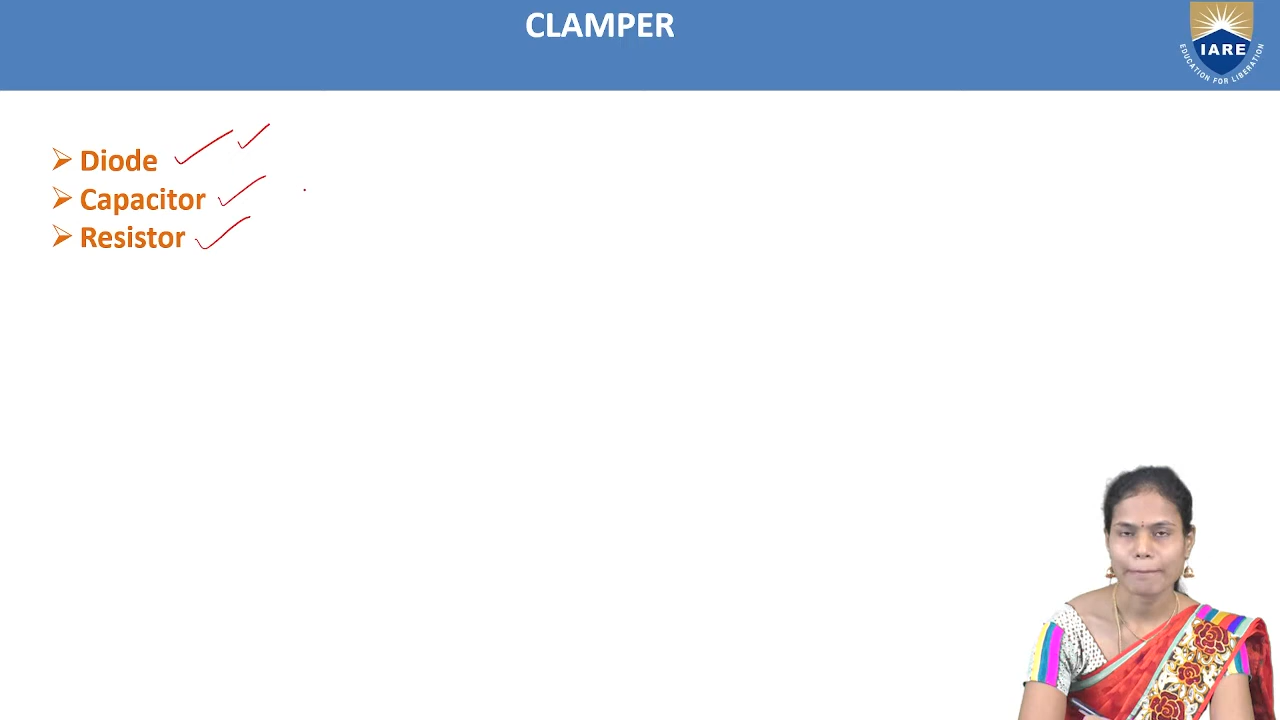 CLAMPER
IARE
EDUCATION FOR LIBERATION
Diode
Capacitor
Resistor